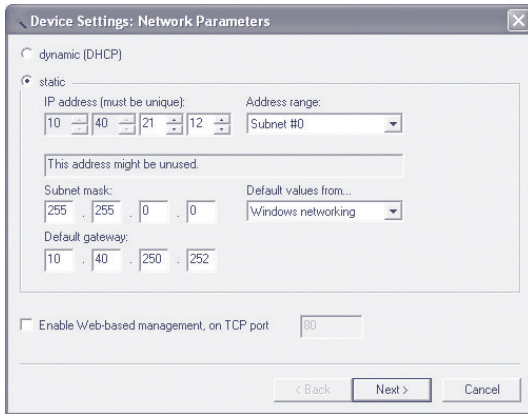 Device Settings: Network Parameters
dynamic (DHCP)
static
IP address (must be unique): Address range:
10 40 21 12 Subnet #0
This address might be unused.
Subnet mask: Default values from...
255 . 255 . 0 . 0 Windows networking
Default gateway:
10 . 40 . 250 . 252
Enable Web-based management, on TCP port 80
< Back Next > Cancel